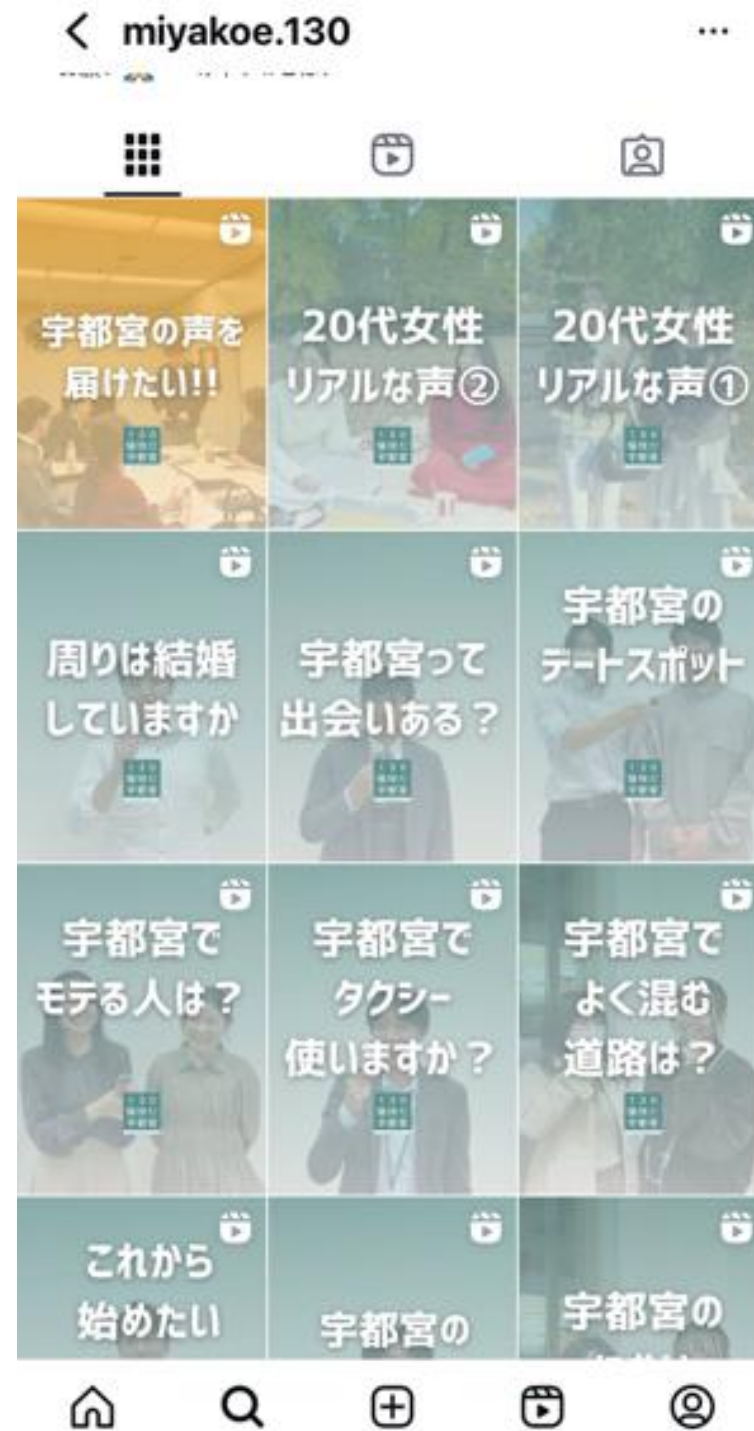 miyakoe.130
宇都宮の声を
届けたい!!
20代女性
リアルな声②
20代女性
リアルな声①
周りは結婚
していますか
宇都宮って
出会いある？
宇都宮の
デートスポット
宇都宮で
モテる人は？
宇都宮で
タクシー
使いますか？
宇都宮で
よく混む
道路は？
これから
始めたい
宇都宮の
宇都宮の